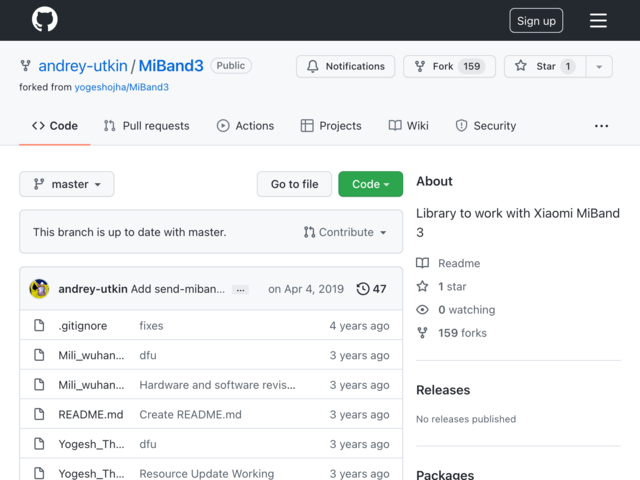 Sign up
andrey-utkin / MiBand3 Public
Notifications
Fork 159
Star 1
forked from yogeshojha/MiBand3
Code
Pull requests
Actions
Projects
Wiki
Security
master
Go to file
Code
About
Library to work with Xiaomi MiBand 
3
This branch is up to date with master.
Contribute
Readme
1 star
0 watching
159 forks
andrey-utkin Add send-miban… on Apr 4, 2019 47
.gitignore fixes 4 years ago
Mili_wuhan… dfu 3 years ago
Mili_wuhan… Hardware and software revis… 3 years ago
README.md Create README.md 3 years ago
Yogesh_Th… dfu 3 years ago
Yogesh_Th… Resource Update Working 3 years ago
Releases
No releases published
Packages